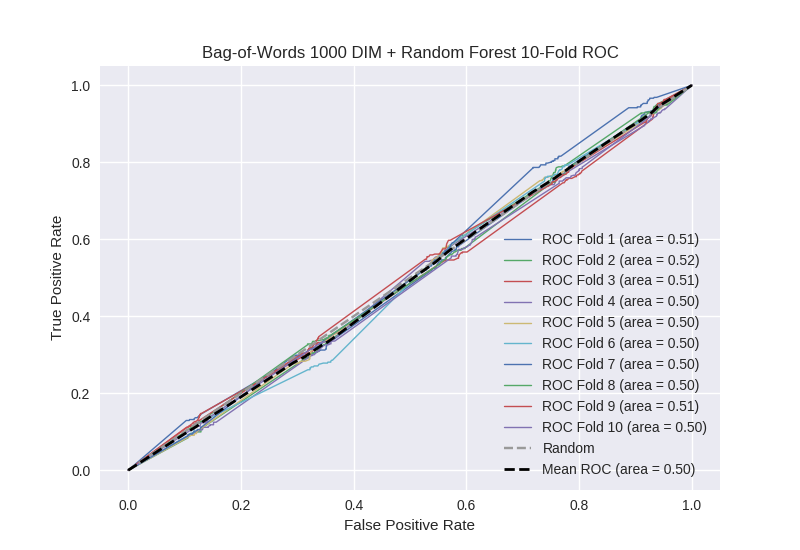 Bag-of-Words 1000 DIM + Random Forest 10-Fold ROC
True Positive Rate
1.0
0.8
0.6
0.4
0.2
0.0
ROC Fold 1 (area = 0.51)
ROC Fold 2 (area = 0.52)
ROC Fold 3 (area = 0.51)
ROC Fold 4 (area = 0.50)
ROC Fold 5 (area = 0.50)
ROC Fold 6 (area = 0.50)
ROC Fold 7 (area = 0.50)
ROC Fold 8 (area = 0.50)
ROC Fold 9 (area = 0.51)
ROC Fold 10 (area = 0.50)
Random
Mean ROC (area = 0.50)
0.0 0.2 0.4 0.6 0.8 1.0
False Positive Rate